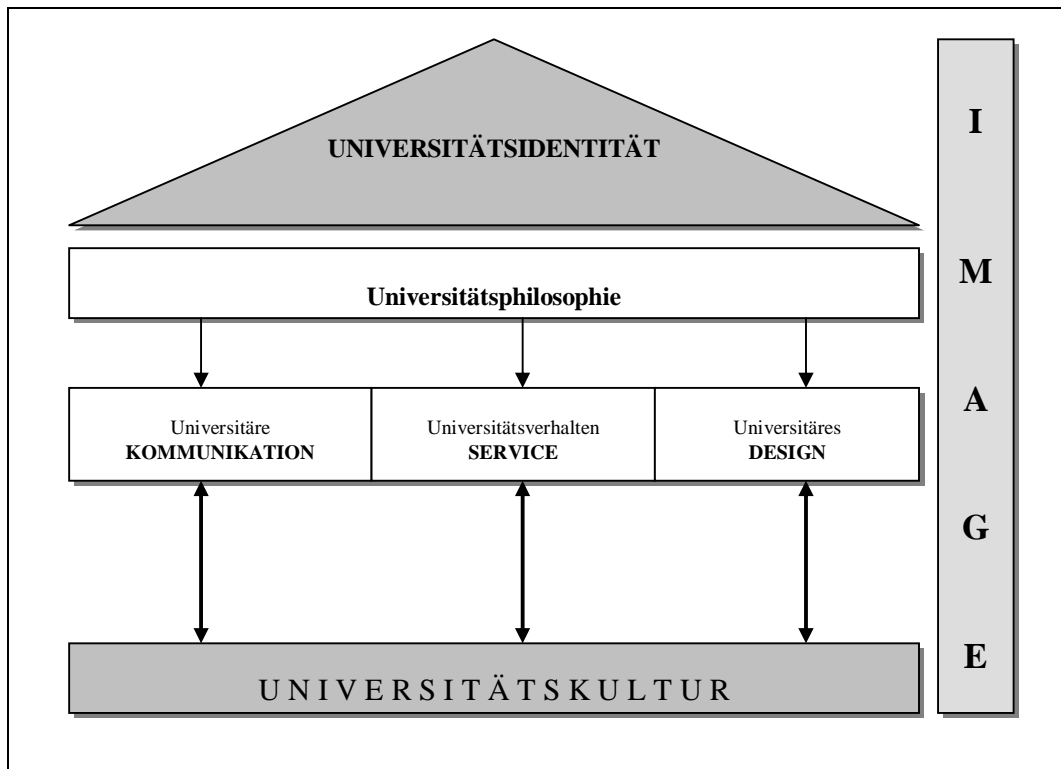 UNIVERSITÄTSIDENTITÄT
Universitätsphilosophie
Universitäre
KOMMUNIKATION
Universitätsverhalten
SERVICE
Universitäres
DESIGN
UNIVERSITÄTSKULTUR
I
M
A
G
E